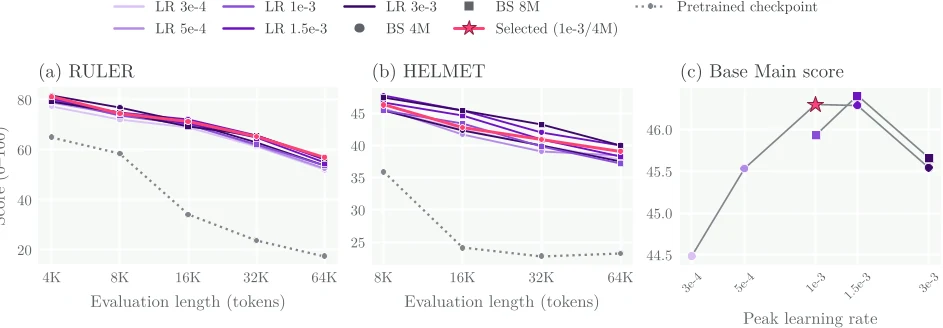 LR 3e-4 LR 1e-3 LR 3e-3 BS 8M Pretrained checkpoint
LR 5e-4 LR 1.5e-3 BS 4M Selected (1e-3/4M)
(a) RULER (b) HELMET (c) Base Main score
Score (0–100)
80
60
40
20
4K 8K 16K 32K 64K
Evaluation length (tokens)
45
40
35
30
25
8K 16K 32K 64K
Evaluation length (tokens)
46.0
45.5
45.0
44.5
3e-4 5e-4 1e-3 1.5e-3 3e-3
Peak learning rate